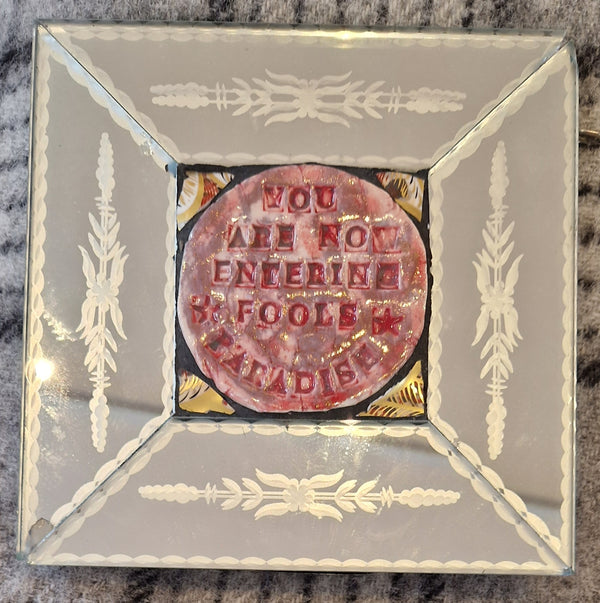 YOU
ARE NOW
ENTERING
FOOLS
PARADISE